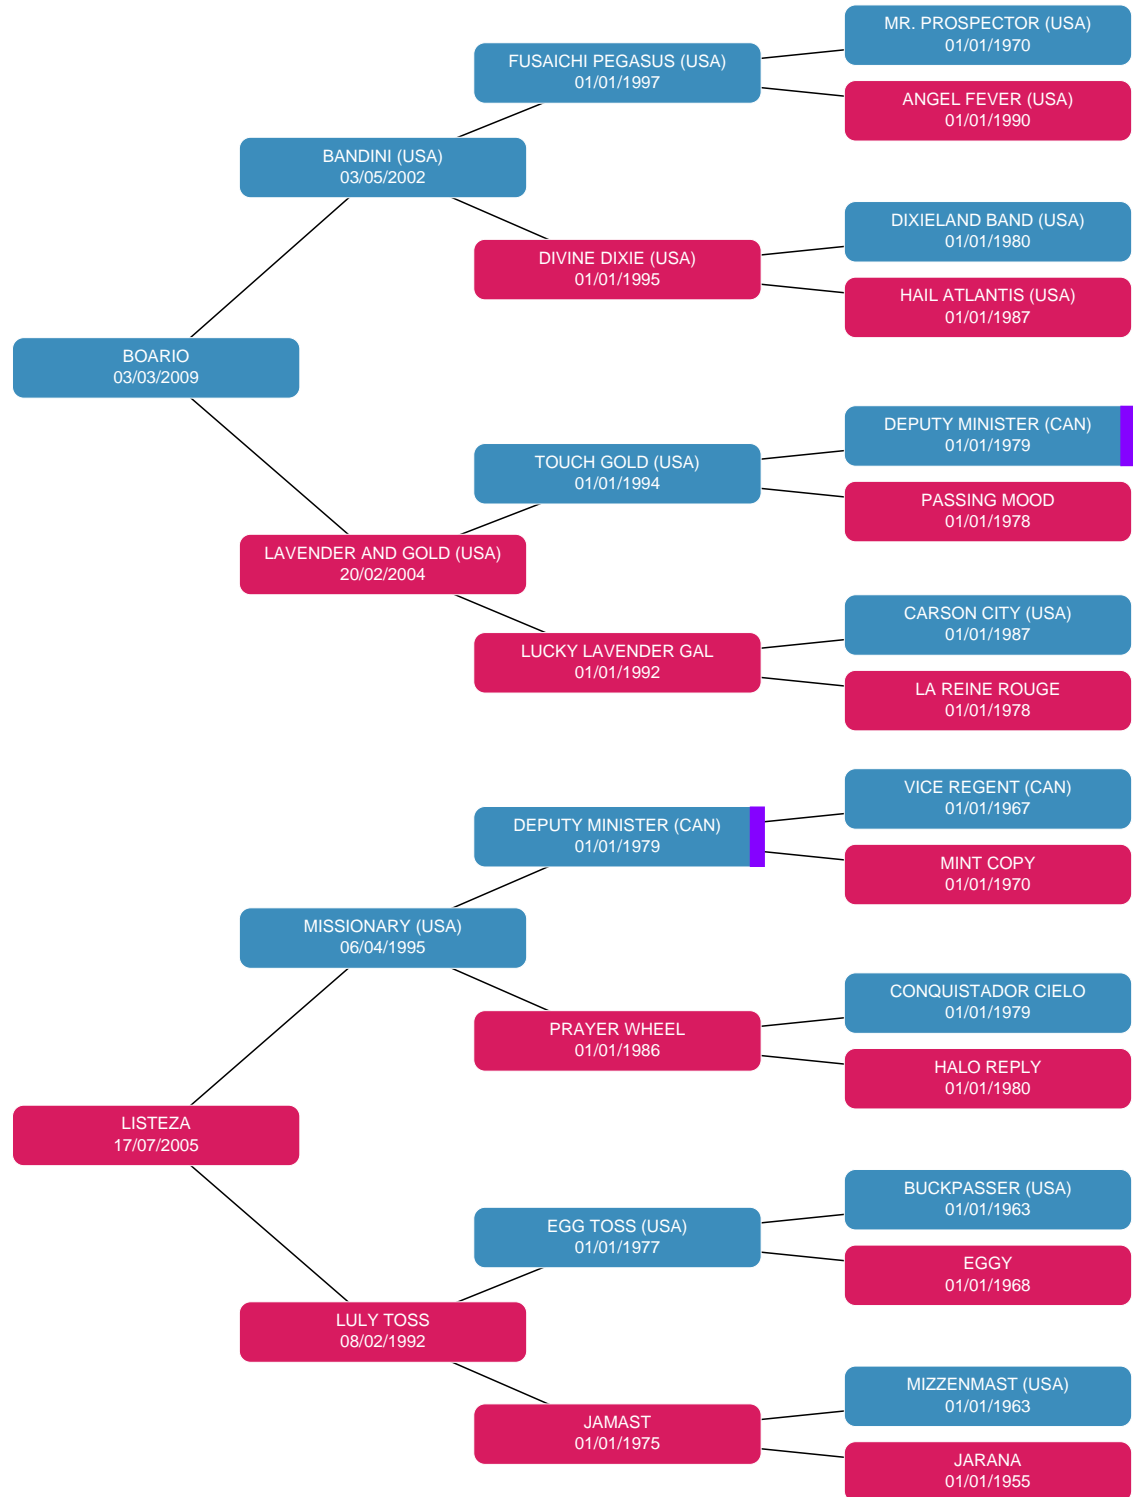 MR. PROSPECTOR (USA)
01/01/1970
FUSAICHI PEGASUS (USA)
01/01/1997
ANGEL FEVER (USA)
01/01/1990
BANDINI (USA)
03/05/2002
DIXIELAND BAND (USA)
01/01/1980
DIVINE DIXIE (USA)
01/01/1995
HAIL ATLANTIS (USA)
01/01/1987
BOARIO
03/03/2009
DEPUTY MINISTER (CAN)
01/01/1979
TOUCH GOLD (USA)
01/01/1994
PASSING MOOD
01/01/1978
LAVENDER AND GOLD (USA)
20/02/2004
CARSON CITY (USA)
01/01/1987
LUCKY LAVENDER GAL
01/01/1992
LA REINE ROUGE
01/01/1978
VICE REGENT (CAN)
01/01/1967
DEPUTY MINISTER (CAN)
01/01/1979
MINT COPY
01/01/1970
MISSIONARY (USA)
06/04/1995
CONQUISTADOR CIELO
01/01/1979
PRAYER WHEEL
01/01/1986
HALO REPLY
01/01/1980
LISTEZA
17/07/2005
BUCKPASSER (USA)
01/01/1963
EGG TOSS (USA)
01/01/1977
EGGY
01/01/1968
LULY TOSS
08/02/1992
MIZZENMAST (USA)
01/01/1963
JAMAST
01/01/1975
JARANA
01/01/1955